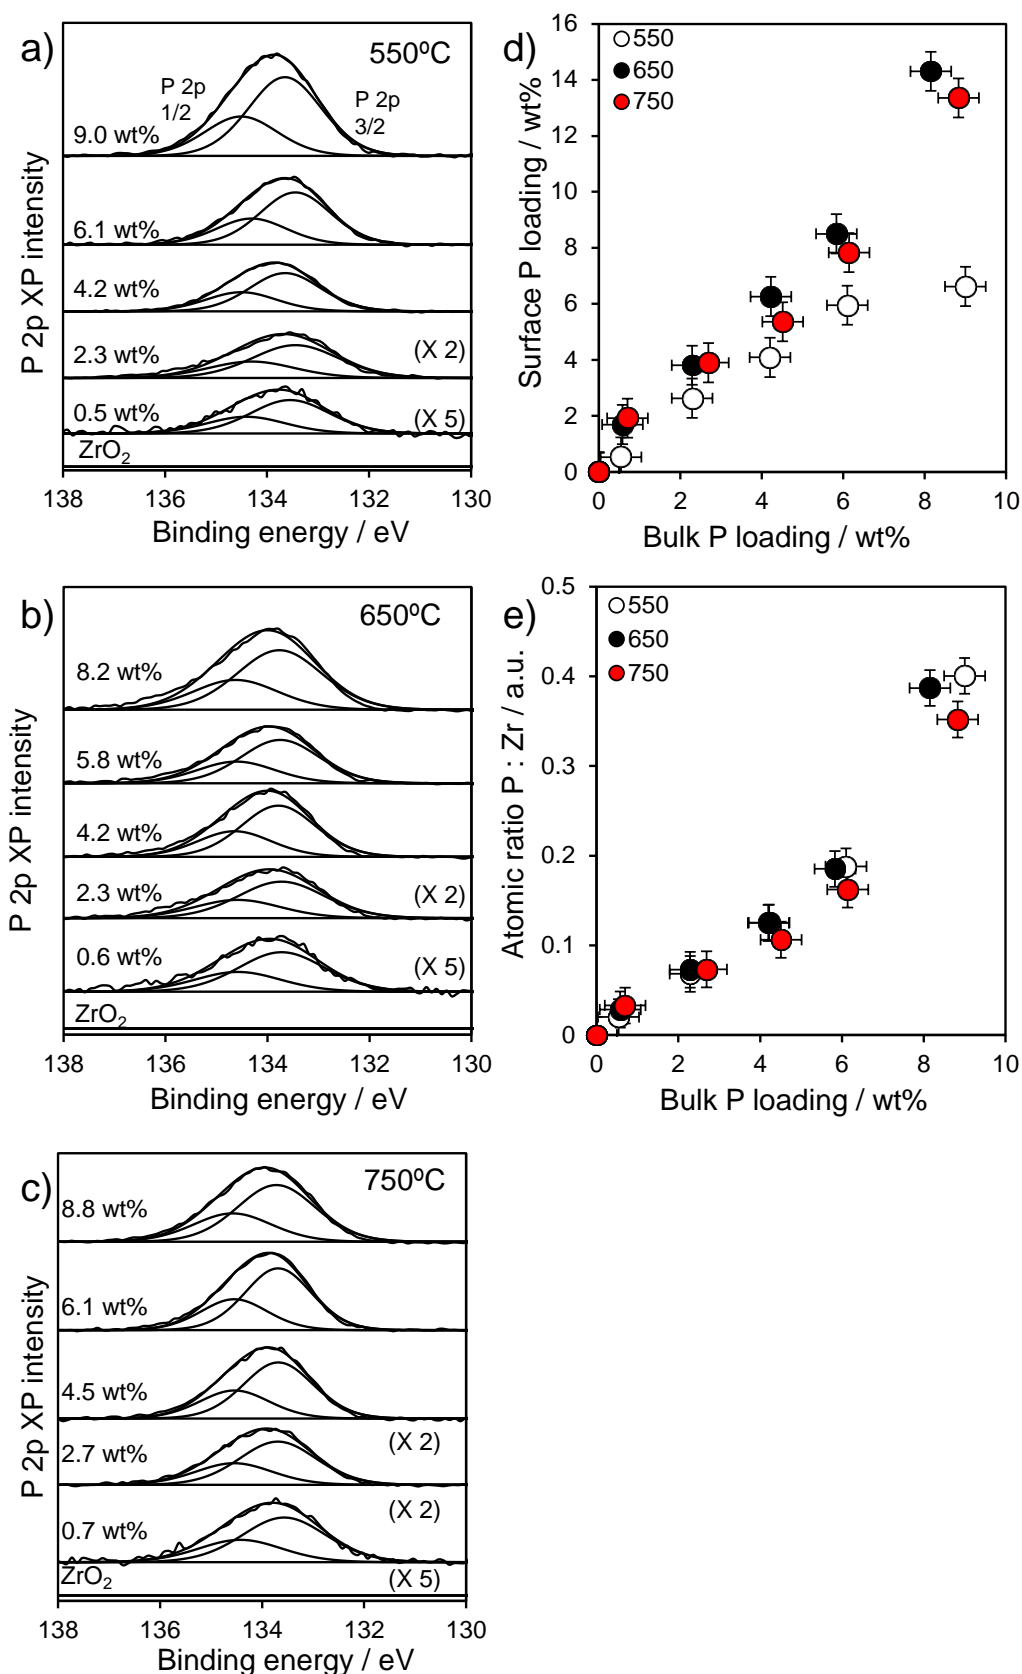 a)
550ºC
P 2p
1/2
P 2p
3/2
9.0 wt%
6.1 wt%
4.2 wt%
2.3 wt%
(X 2)
0.5 wt%
(X 5)
ZrO2
P 2p XP intensity
138 136 134 132 130
Binding energy / eV
d)
550
650
750
Surface P loading / wt%
16
14
12
10
8
6
4
2
0
0 2 4 6 8 10
Bulk P loading / wt%
b)
650ºC
8.2 wt%
5.8 wt%
4.2 wt%
2.3 wt%
(X 2)
0.6 wt%
(X 5)
ZrO2
P 2p XP intensity
138 136 134 132 130
Binding energy / eV
e)
550
650
750
Atomic ratio P : Zr / a.u.
0.5
0.4
0.3
0.2
0.1
0
0 2 4 6 8 10
Bulk P loading / wt%
c)
750ºC
8.8 wt%
6.1 wt%
4.5 wt%
(X 2)
2.7 wt%
(X 2)
0.7 wt%
ZrO2
(X 5)
P 2p XP intensity
138 136 134 132 130
Binding energy / eV